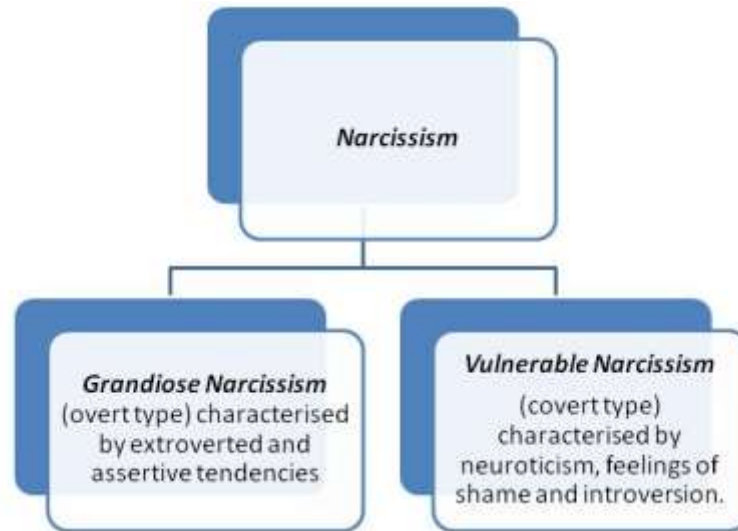 Narcissism
Grandiose Narcissism
(overt type) characterised
by extroverted and
assertive tendencies
Vulnerable Narcissism
(covert type)
characterised by
neuroticism, feelings of
shame and introversion.